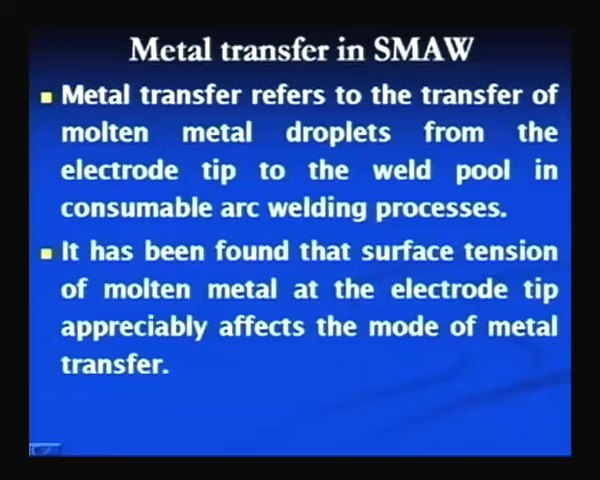 Metal transfer in SMAW
Metal transfer refers to the transfer of
molten metal droplets from the
electrode tip to the weld pool in
consumable arc welding processes.
It has been found that surface tension
of molten metal at the electrode tip
appreciably affects the mode of metal
transfer.